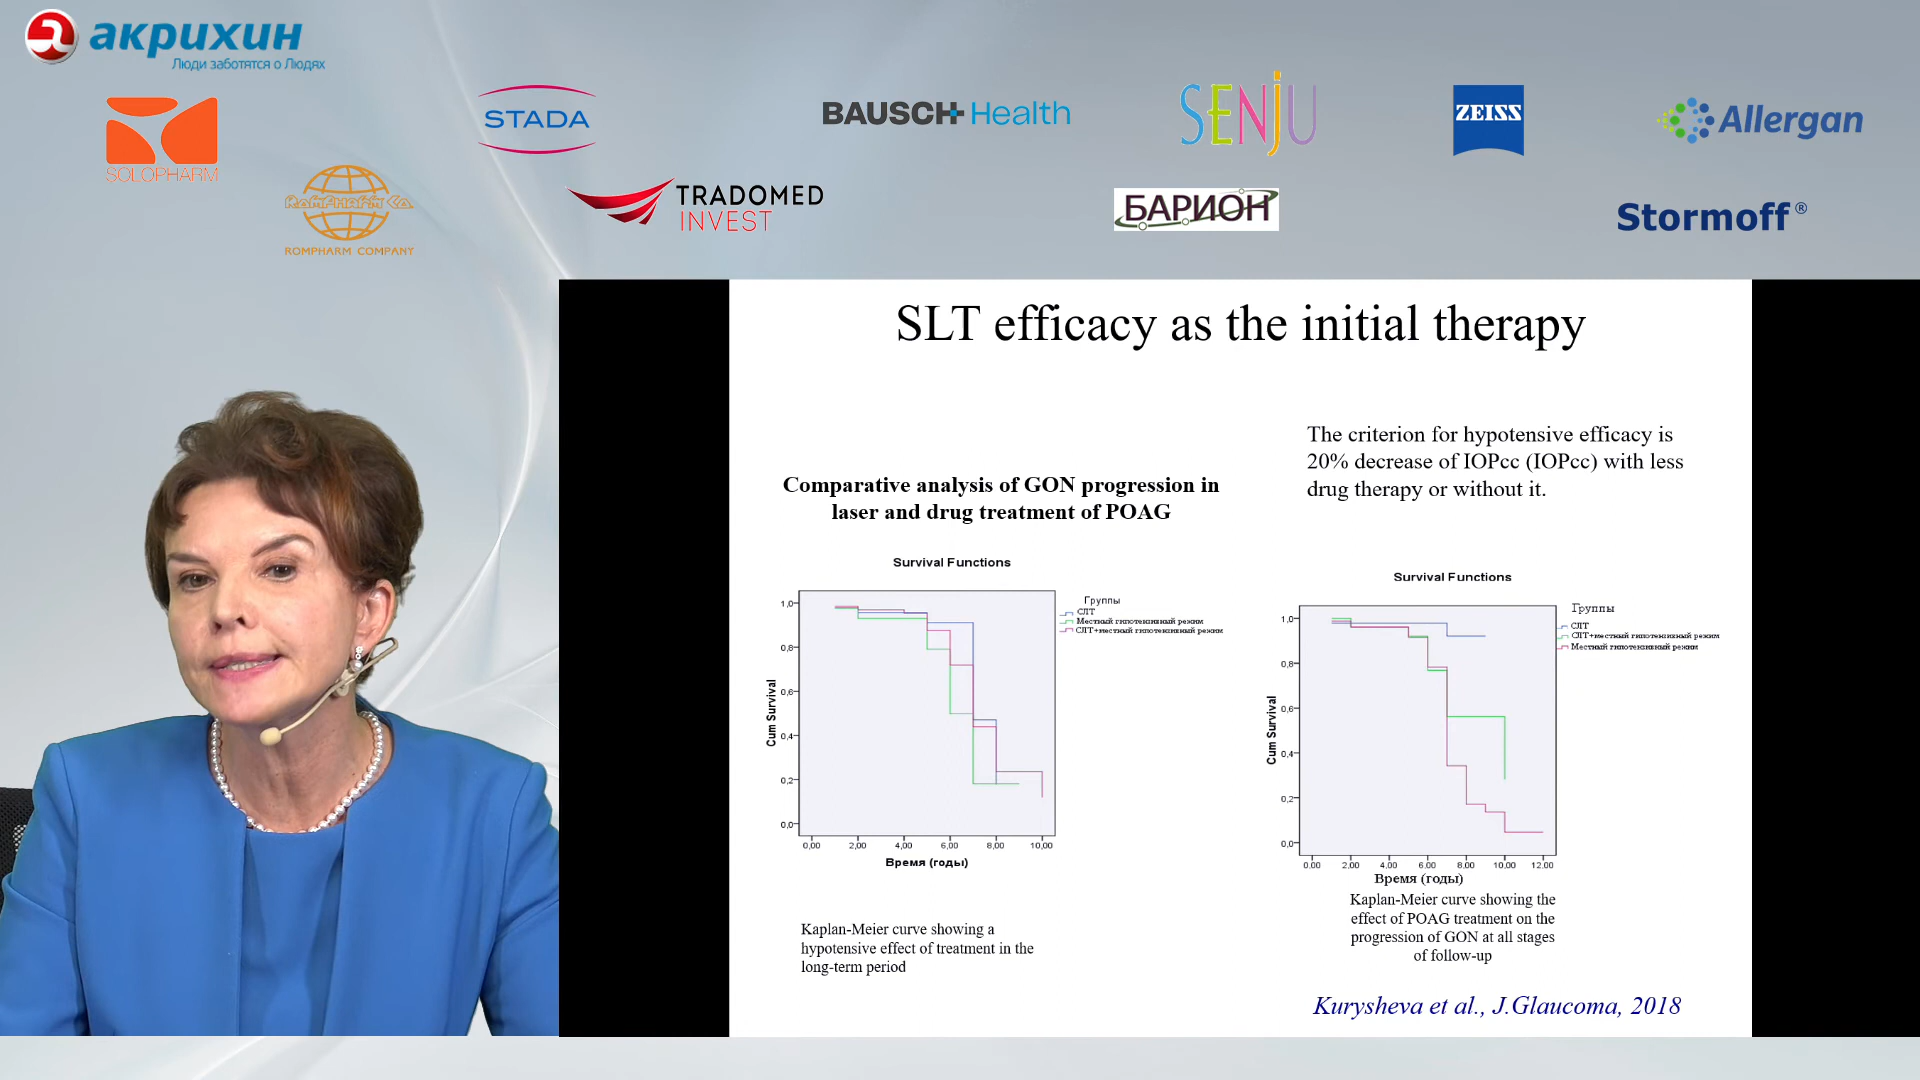 акрихин
Люди заботятся о Людях
SOLOPHARM
STADA
BAUSCH+Health
SENJU
ZEISS
Allergan
ROMPHARM Co.
ROMPHARM COMPANY
TRADOMED
INVEST
БАРИОН
Stormoff®
SLT efficacy as the initial therapy
Comparative analysis of GON progression in
laser and drug treatment of POAG
Survival Functions
Cum Survival
1,0
0,8
0,6
0,4
0,2
0,0
0,00 2,00 4,00 6,00 8,00 10,00
Время (годы)
Группы
СЛТ
Местный гипотензивный режим
СЛТ+местный гипотензивный режим
Kaplan-Meier curve showing a
hypotensive effect of treatment in the
long-term period
The criterion for hypotensive efficacy is
20% decrease of IOPcc (IOPcc) with less
drug therapy or without it.
Survival Functions
Cum Survival
1,0
0,8
0,6
0,4
0,2
0,0
0.00 2.00 4.00 6.00 8.00 10.00 12.00
Время (годы)
Группы
СЛТ
СЛТ+местный гипотензивный режим
Местный гипотензивный режим
Kaplan-Meier curve showing the
effect of POAG treatment on the
progression of GON at all stages
of follow-up
Kurysheva et al., J.Glaucoma, 2018